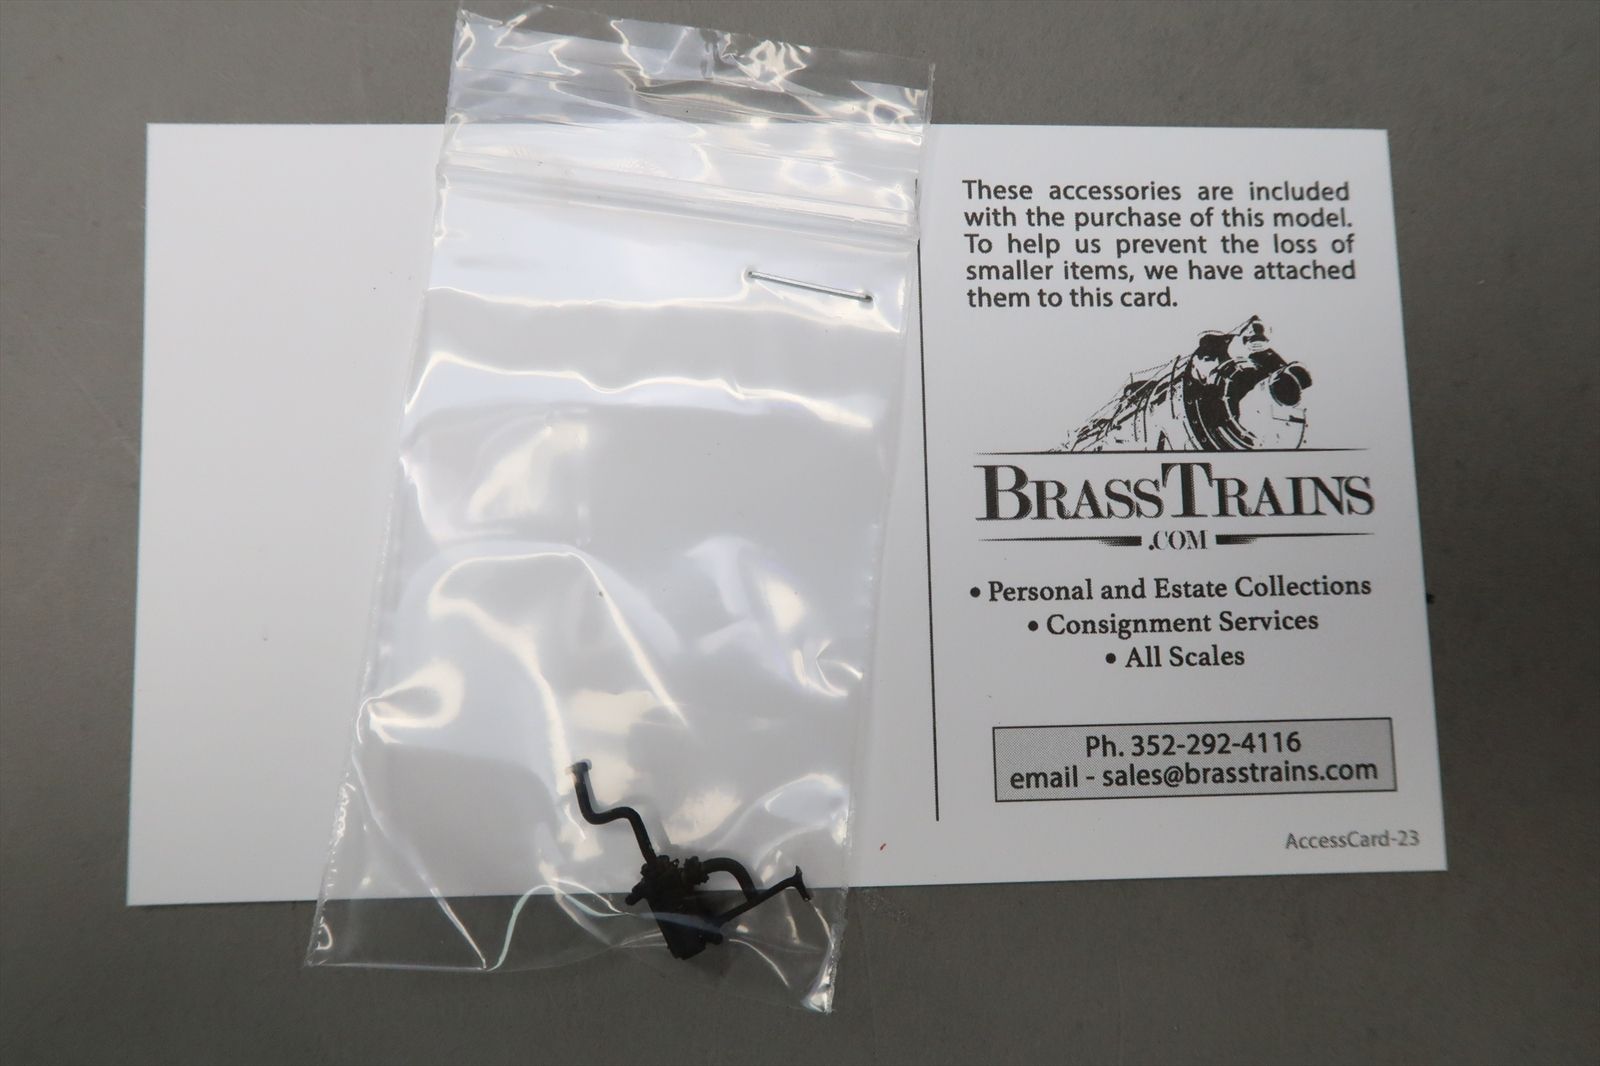 These accessories are included
with the purchase of this model.
To help us prevent the loss of
smaller items, we have attached
them to this card.
BRASSTRAINS
.COM
• Personal and Estate Collections
• Consignment Services
• All Scales
Ph. 352-292-4116
email - sales@brasstrains.com
AccessCard-23